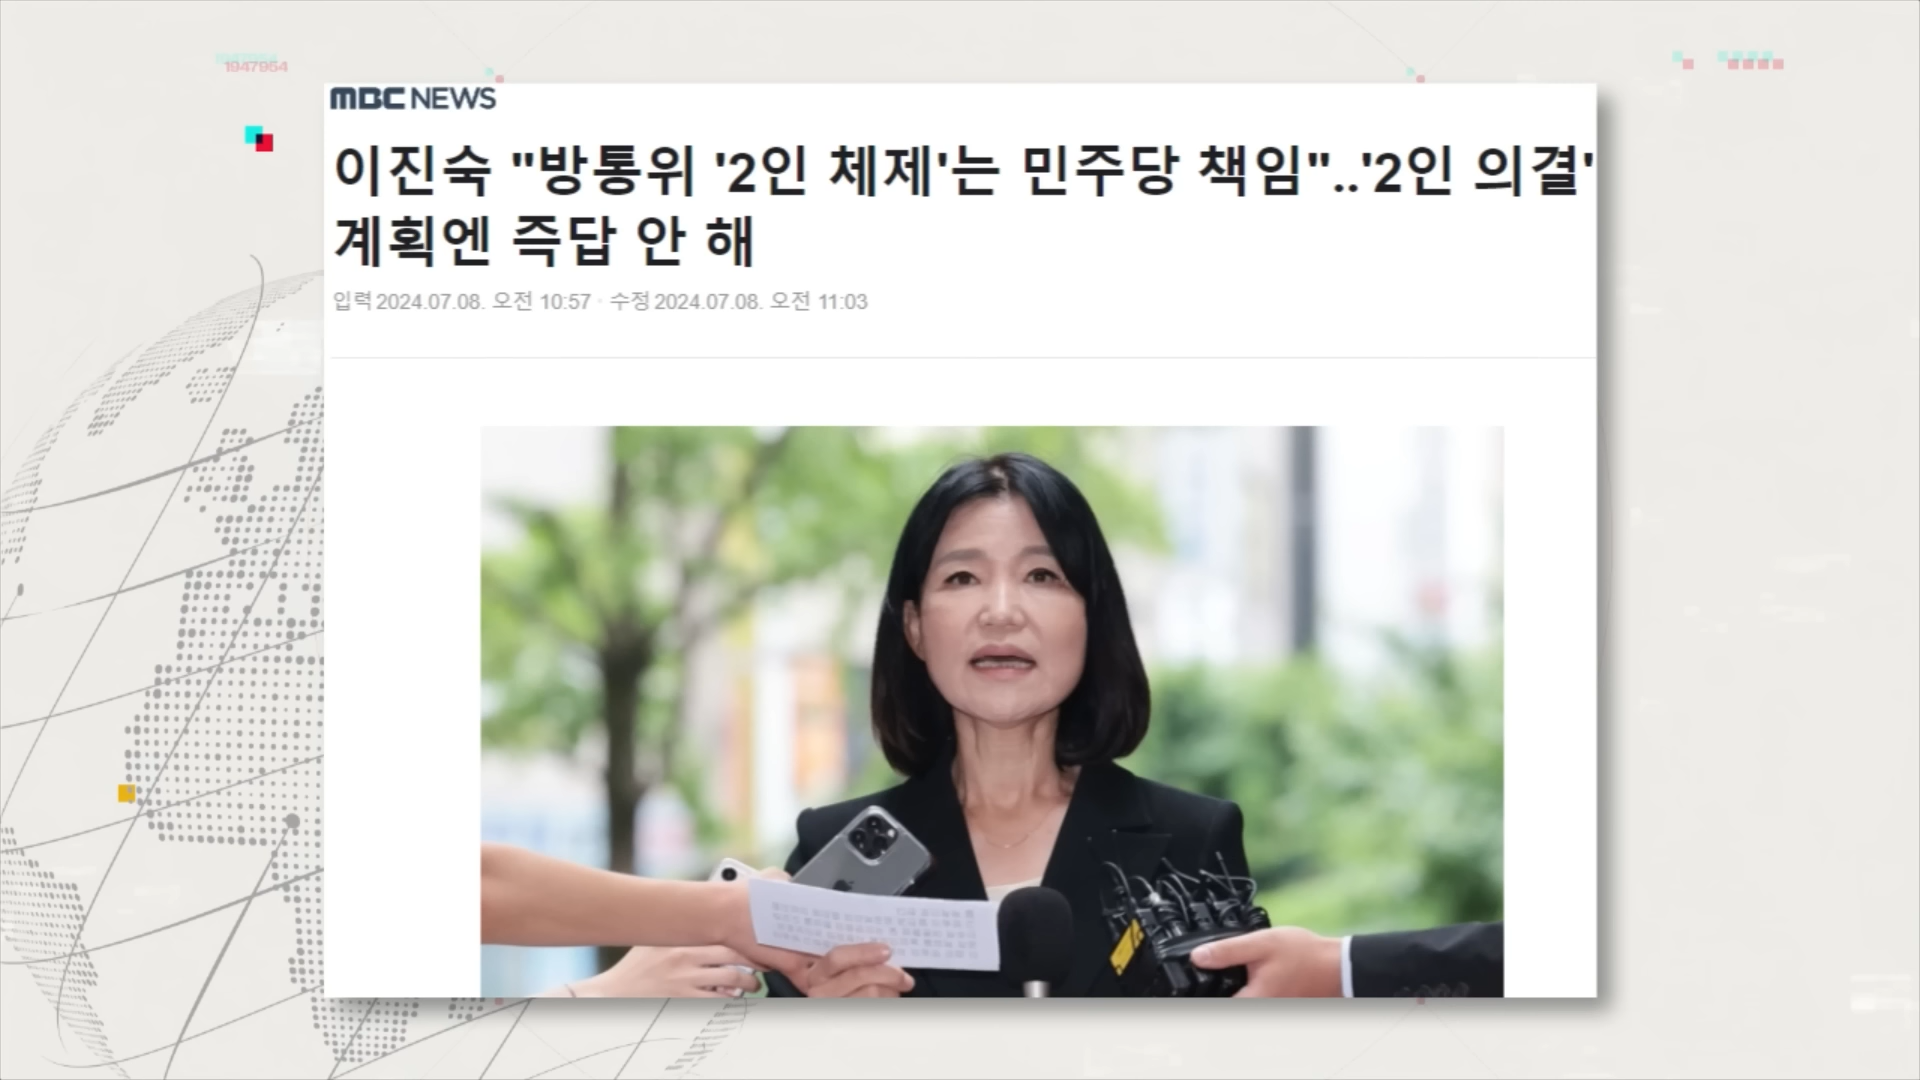 1947954
MBC NEWS
이진숙 "방통위 '2인 체제'는 민주당 책임"..'2인 의결'
계획엔 즉답 안 해
입력 2024.07.08. 오전 10:57 · 수정 2024.07.08. 오전 11:03